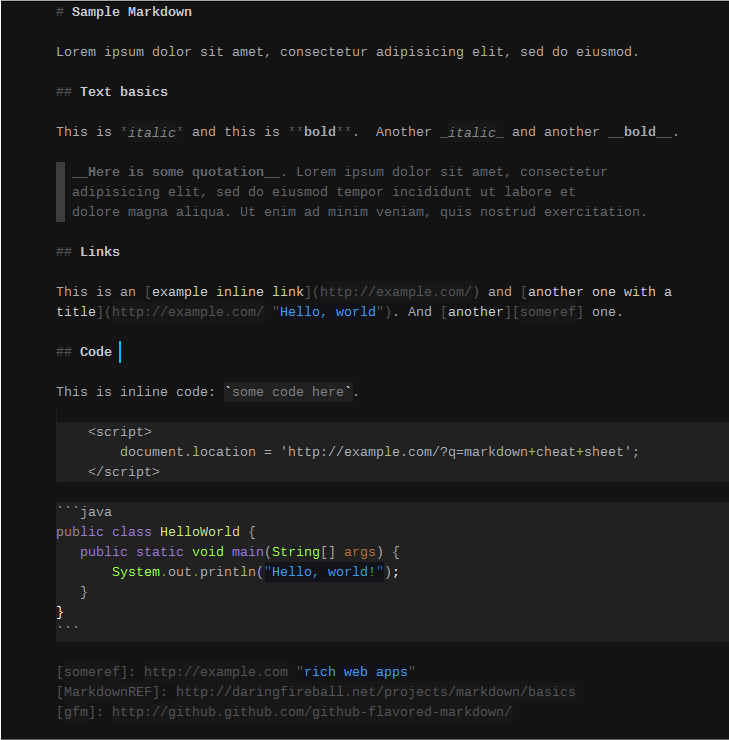 # Sample Markdown
Lorem ipsum dolor sit amet, consectetur adipisicing elit, sed do eiusmod.
## Text basics
This is *italic* and this is **bold**.  Another _italic_ and another __bold__.
__Here is some quotation__. Lorem ipsum dolor sit amet, consectetur
adipisicing elit, sed do eiusmod tempor incididunt ut labore et
dolore magna aliqua. Ut enim ad minim veniam, quis nostrud exercitation.
## Links
This is an [example inline link](http://example.com/) and [another one with a
title](http://example.com/ "Hello, world"). And [another][someref] one.
## Code
This is inline code: `some code here`.
    <script>
        document.location = 'http://example.com/?q=markdown+cheat+sheet';
    </script>
```java
public class HelloWorld {
   public static void main(String[] args) {
       System.out.println("Hello, world!");
   }
}
```
[someref]: http://example.com "rich web apps"
[MarkdownREF]: http://daringfireball.net/projects/markdown/basics
[gfm]: http://github.github.com/github-flavored-markdown/